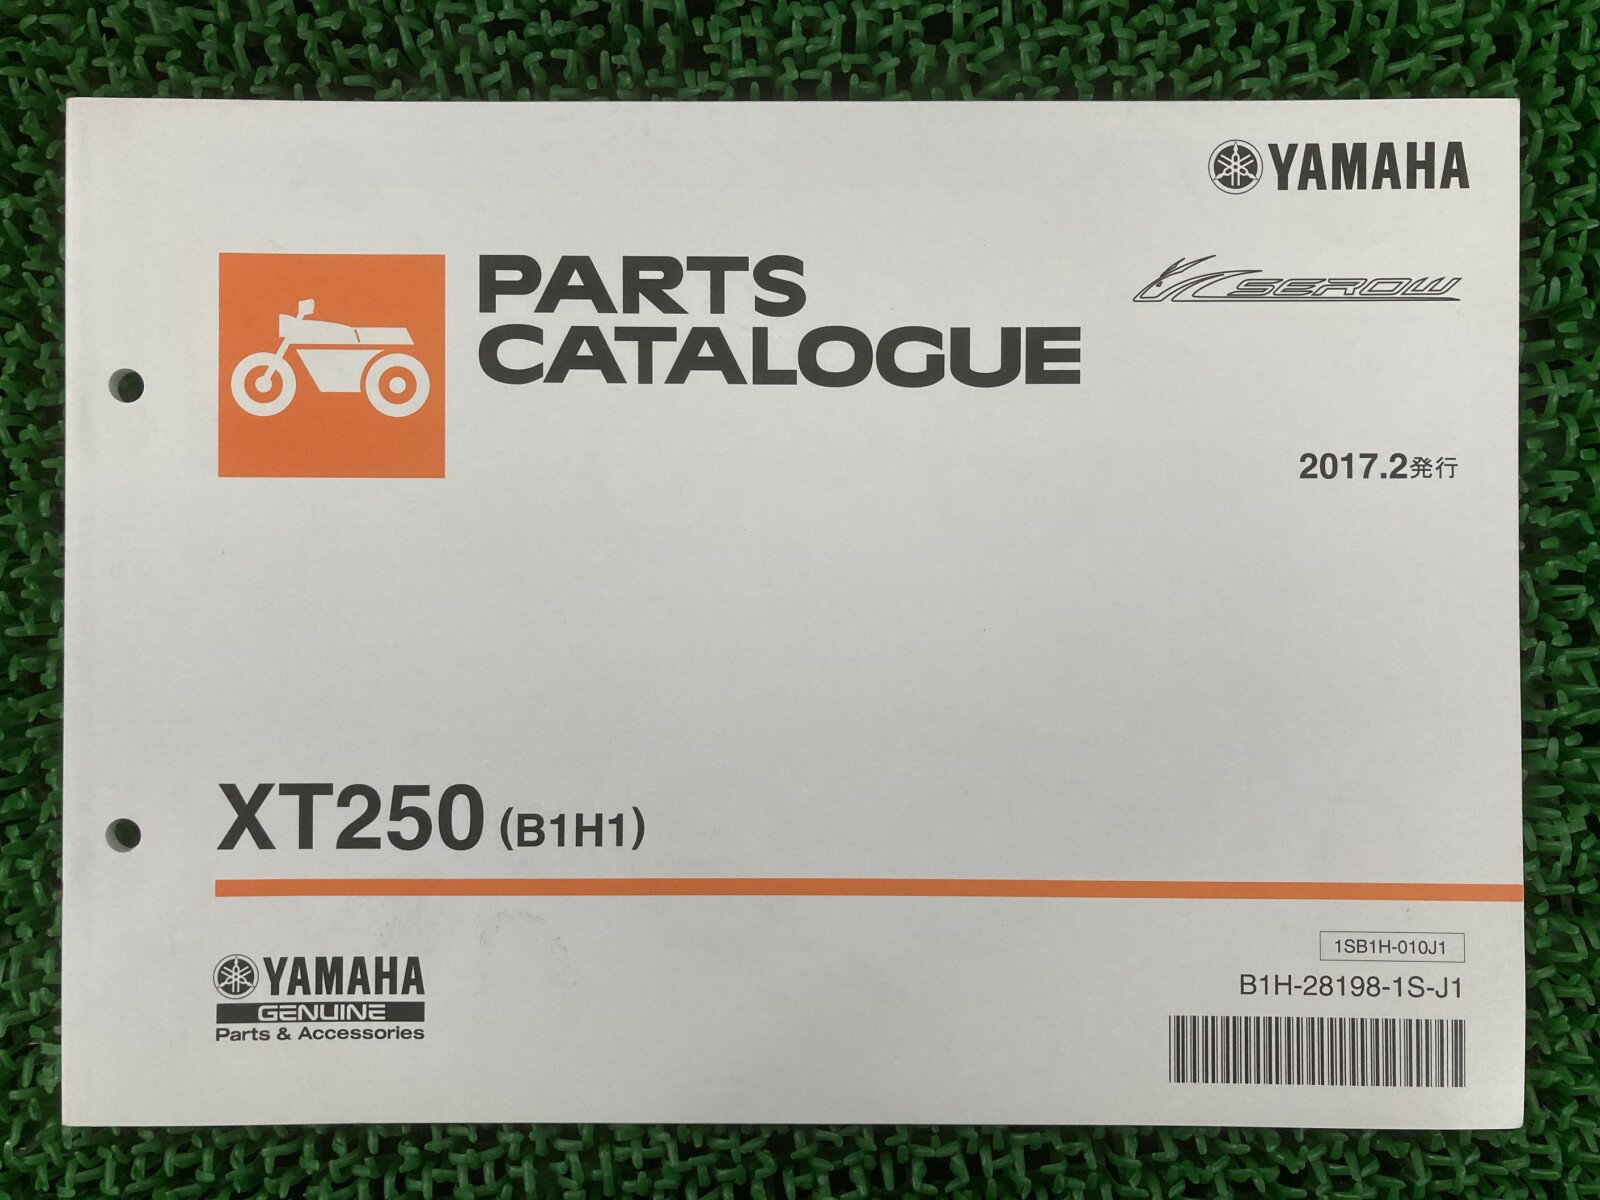 YAMAHA
PARTS
CATALOGUE
SEROW
2017.2発行
XT250 (B1H1)
YAMAHA
GENUINE
Parts & Accessories
1SB1H-010J1
B1H-28198-1S-J1